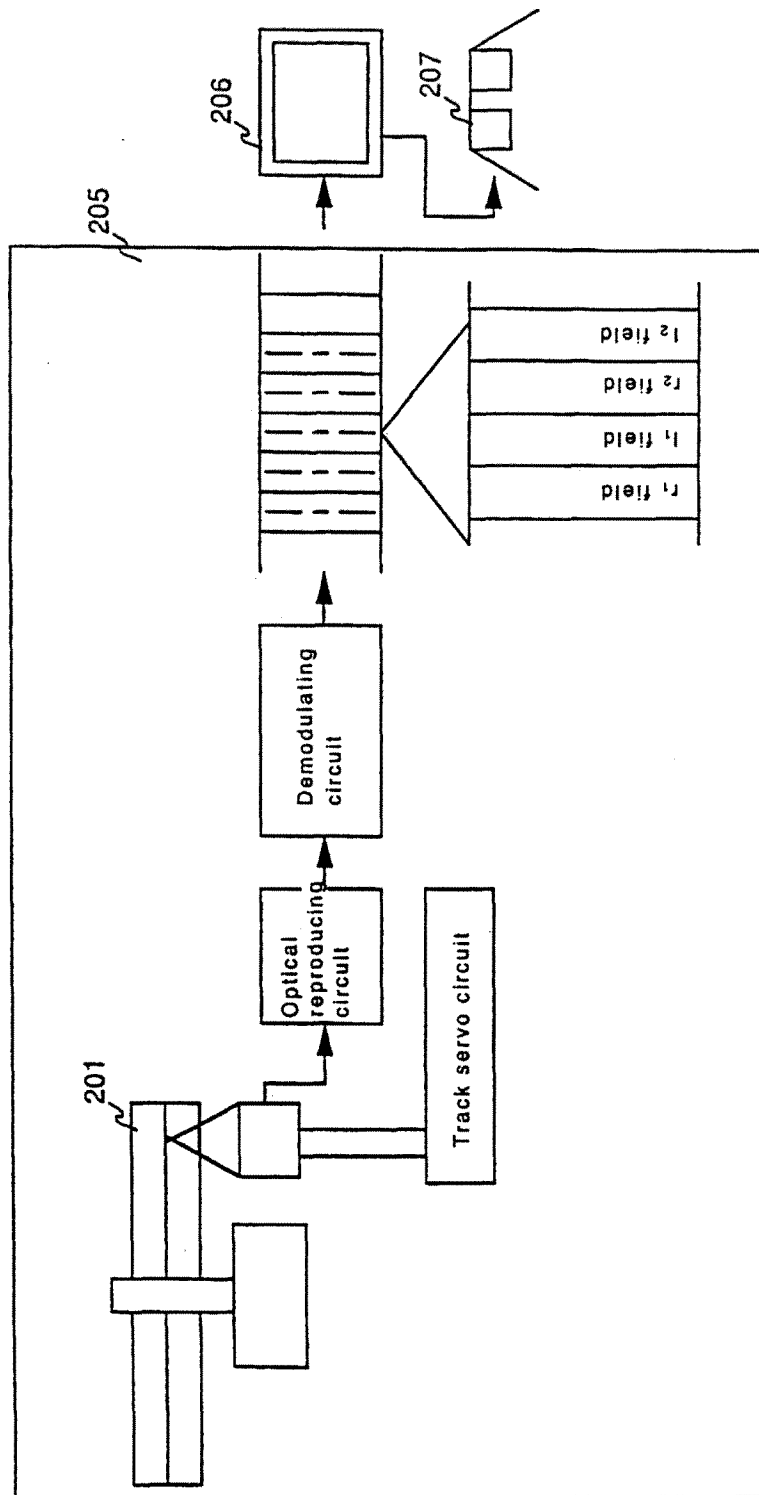 201
Optical
reproducing
circuit
Track servo circuit
Demodulating
circuit
205
r₁ field
l₁ field
r₂ field
l₂ field
206
207